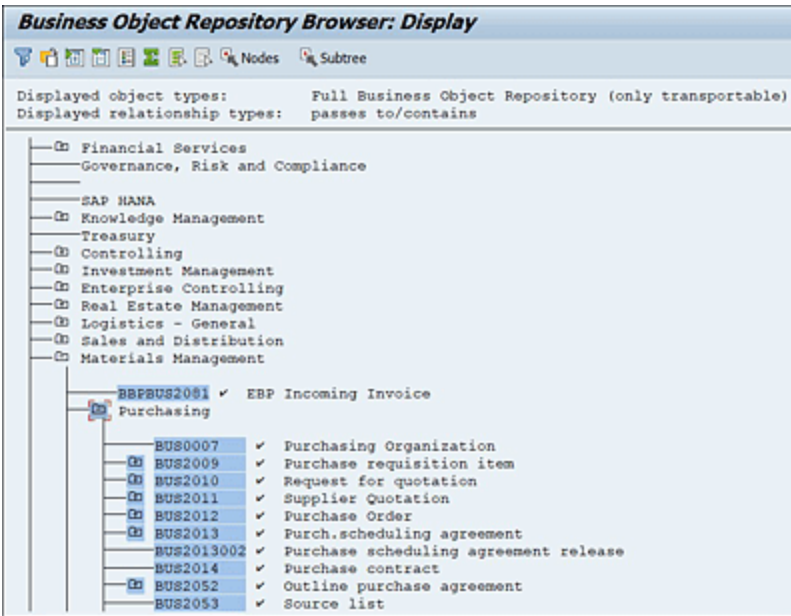 Business Object Repository Browser: Display
Nodes Subtree
Displayed object types: Full Business Object Repository (only transportable)
Displayed relationship types: passes to/contains
Financial Services
Governance, Risk and Compliance
SAP HANA
Knowledge Management
Treasury
Controlling
Investment Management
Enterprise Controlling
Real Estate Management
Logistics - General
Sales and Distribution
Materials Management
BBPBUS2081 ✔ EBP Incoming Invoice
Purchasing
BUS0007 ✔ Purchasing Organization
BUS2009 ✔ Purchase requisition item
BUS2010 ✔ Request for quotation
BUS2011 ✔ Supplier Quotation
BUS2012 ✔ Purchase Order
BUS2013 ✔ Purch.scheduling agreement
BUS2013002 ✔ Purchase scheduling agreement release
BUS2014 ✔ Purchase contract
BUS2052 ✔ Outline purchase agreement
BUS2053 ✔ Source list